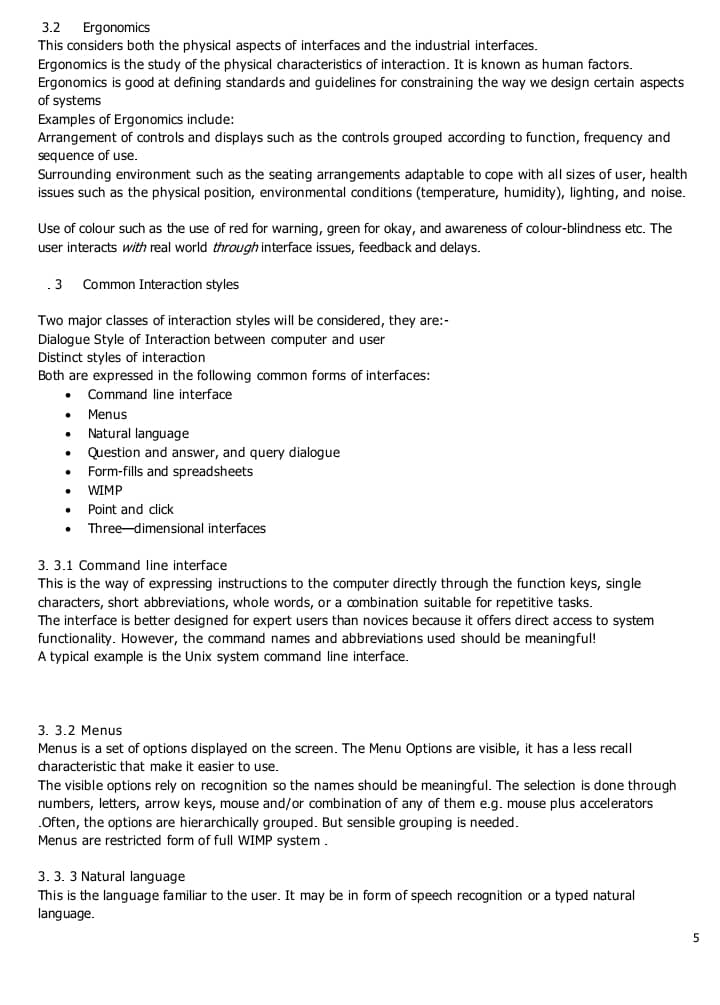 3.2 Ergonomics
This considers both the physical aspects of interfaces and the industrial interfaces.
Ergonomics is the study of the physical characteristics of interaction. It is known as human factors.
Ergonomics is good at defining standards and guidelines for constraining the way we design certain aspects
of systems
Examples of Ergonomics include:
Arrangement of controls and displays such as the controls grouped according to function, frequency and
sequence of use.
Surrounding environment such as the seating arrangements adaptable to cope with all sizes of user, health
issues such as the physical position, environmental conditions (temperature, humidity), lighting, and noise.
Use of colour such as the use of red for warning, green for okay, and awareness of colour-blindness etc. The
user interacts with real world through interface issues, feedback and delays.
. 3 Common Interaction styles
Two major classes of interaction styles will be considered, they are:-
Dialogue Style of Interaction between computer and user
Distinct styles of interaction
Both are expressed in the following common forms of interfaces:
• Command line interface
• Menus
• Natural language
• Question and answer, and query dialogue
• Form-fills and spreadsheets
• WIMP
• Point and click
• Three—dimensional interfaces
3. 3.1 Command line interface
This is the way of expressing instructions to the computer directly through the function keys, single
characters, short abbreviations, whole words, or a combination suitable for repetitive tasks.
The interface is better designed for expert users than novices because it offers direct access to system
functionality. However, the command names and abbreviations used should be meaningful!
A typical example is the Unix system command line interface.
3. 3.2 Menus
Menus is a set of options displayed on the screen. The Menu Options are visible, it has a less recall
characteristic that make it easier to use.
The visible options rely on recognition so the names should be meaningful. The selection is done through
numbers, letters, arrow keys, mouse and/or combination of any of them e.g. mouse plus accelerators
.Often, the options are hierarchically grouped. But sensible grouping is needed.
Menus are restricted form of full WIMP system .
3. 3. 3 Natural language
This is the language familiar to the user. It may be in form of speech recognition or a typed natural
language.
5